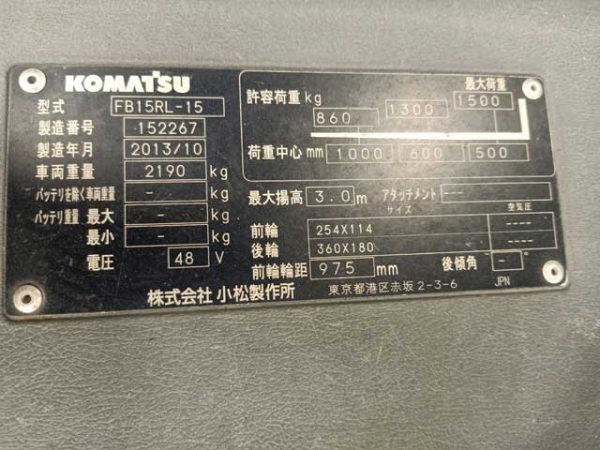 KOMATSU
型式 FB15RL-15
製造番号 152267
製造年月 2013/10
車両重量 2190 kg
バッテリを除く車両重量 - kg
バッテリ重量 最大 - kg
最小 - kg
電圧 48 V
最大荷重
許容荷重 kg 860 1300 1500
荷重中心 mm 1000 600 500
最大揚高 3.0 m アタッチメント ---
サイズ 空気圧
前輪 254X114 ----
後輪 360X180 ----
前輪輪距 975 mm 後傾角 - °
株式会社 小松製作所 東京都港区赤坂 2-3-6 JPN